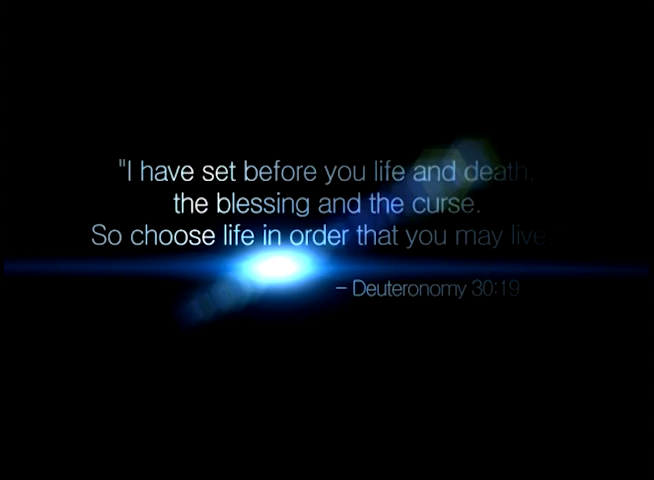 "I have set before you life and death,
the blessing and the curse.
So choose life in order that you may live.
– Deuteronomy 30:19